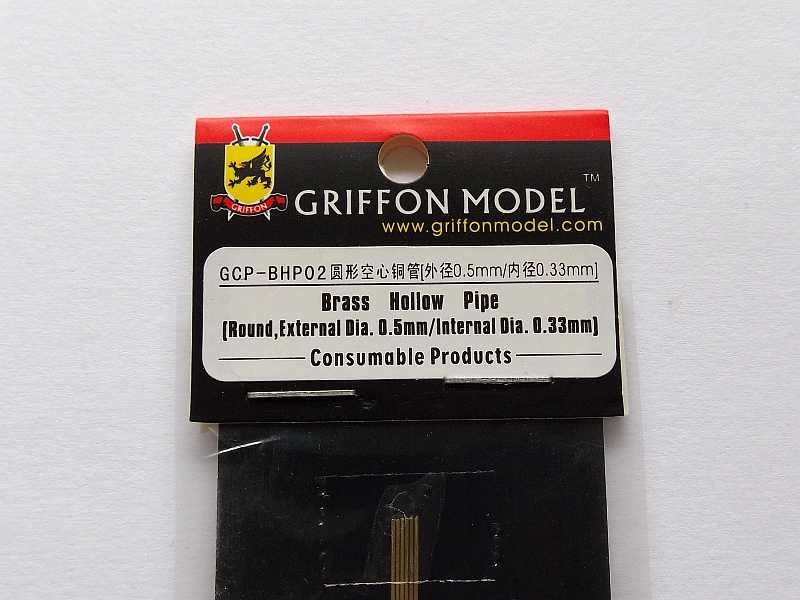 GRIFFON
GRIFFON MODEL™
www.griffonmodel.com
GCP-BHP02圆形空心铜管[外径0.5mm/内径0.33mm]
Brass Hollow Pipe
(Round,External Dia. 0.5mm/Internal Dia. 0.33mm)
Consumable Products